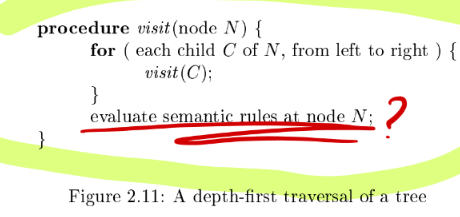 procedure visit(node N) {
for ( each child C of N, from left to right ) {
visit(C);
}
evaluate semantic rules at node N; ?
}
Figure 2.11: A depth-first traversal of a tree